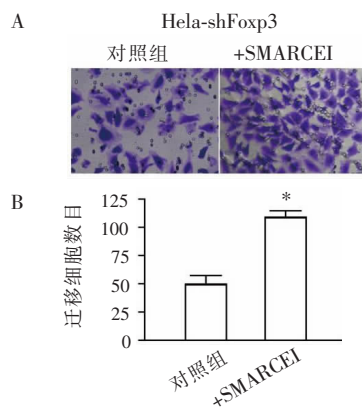 A
Hela-shFoxp3
对照组 +SMARCEI
B
迁移细胞数目
125
100
75
50
25
0
*
对照组
+SMARCEI